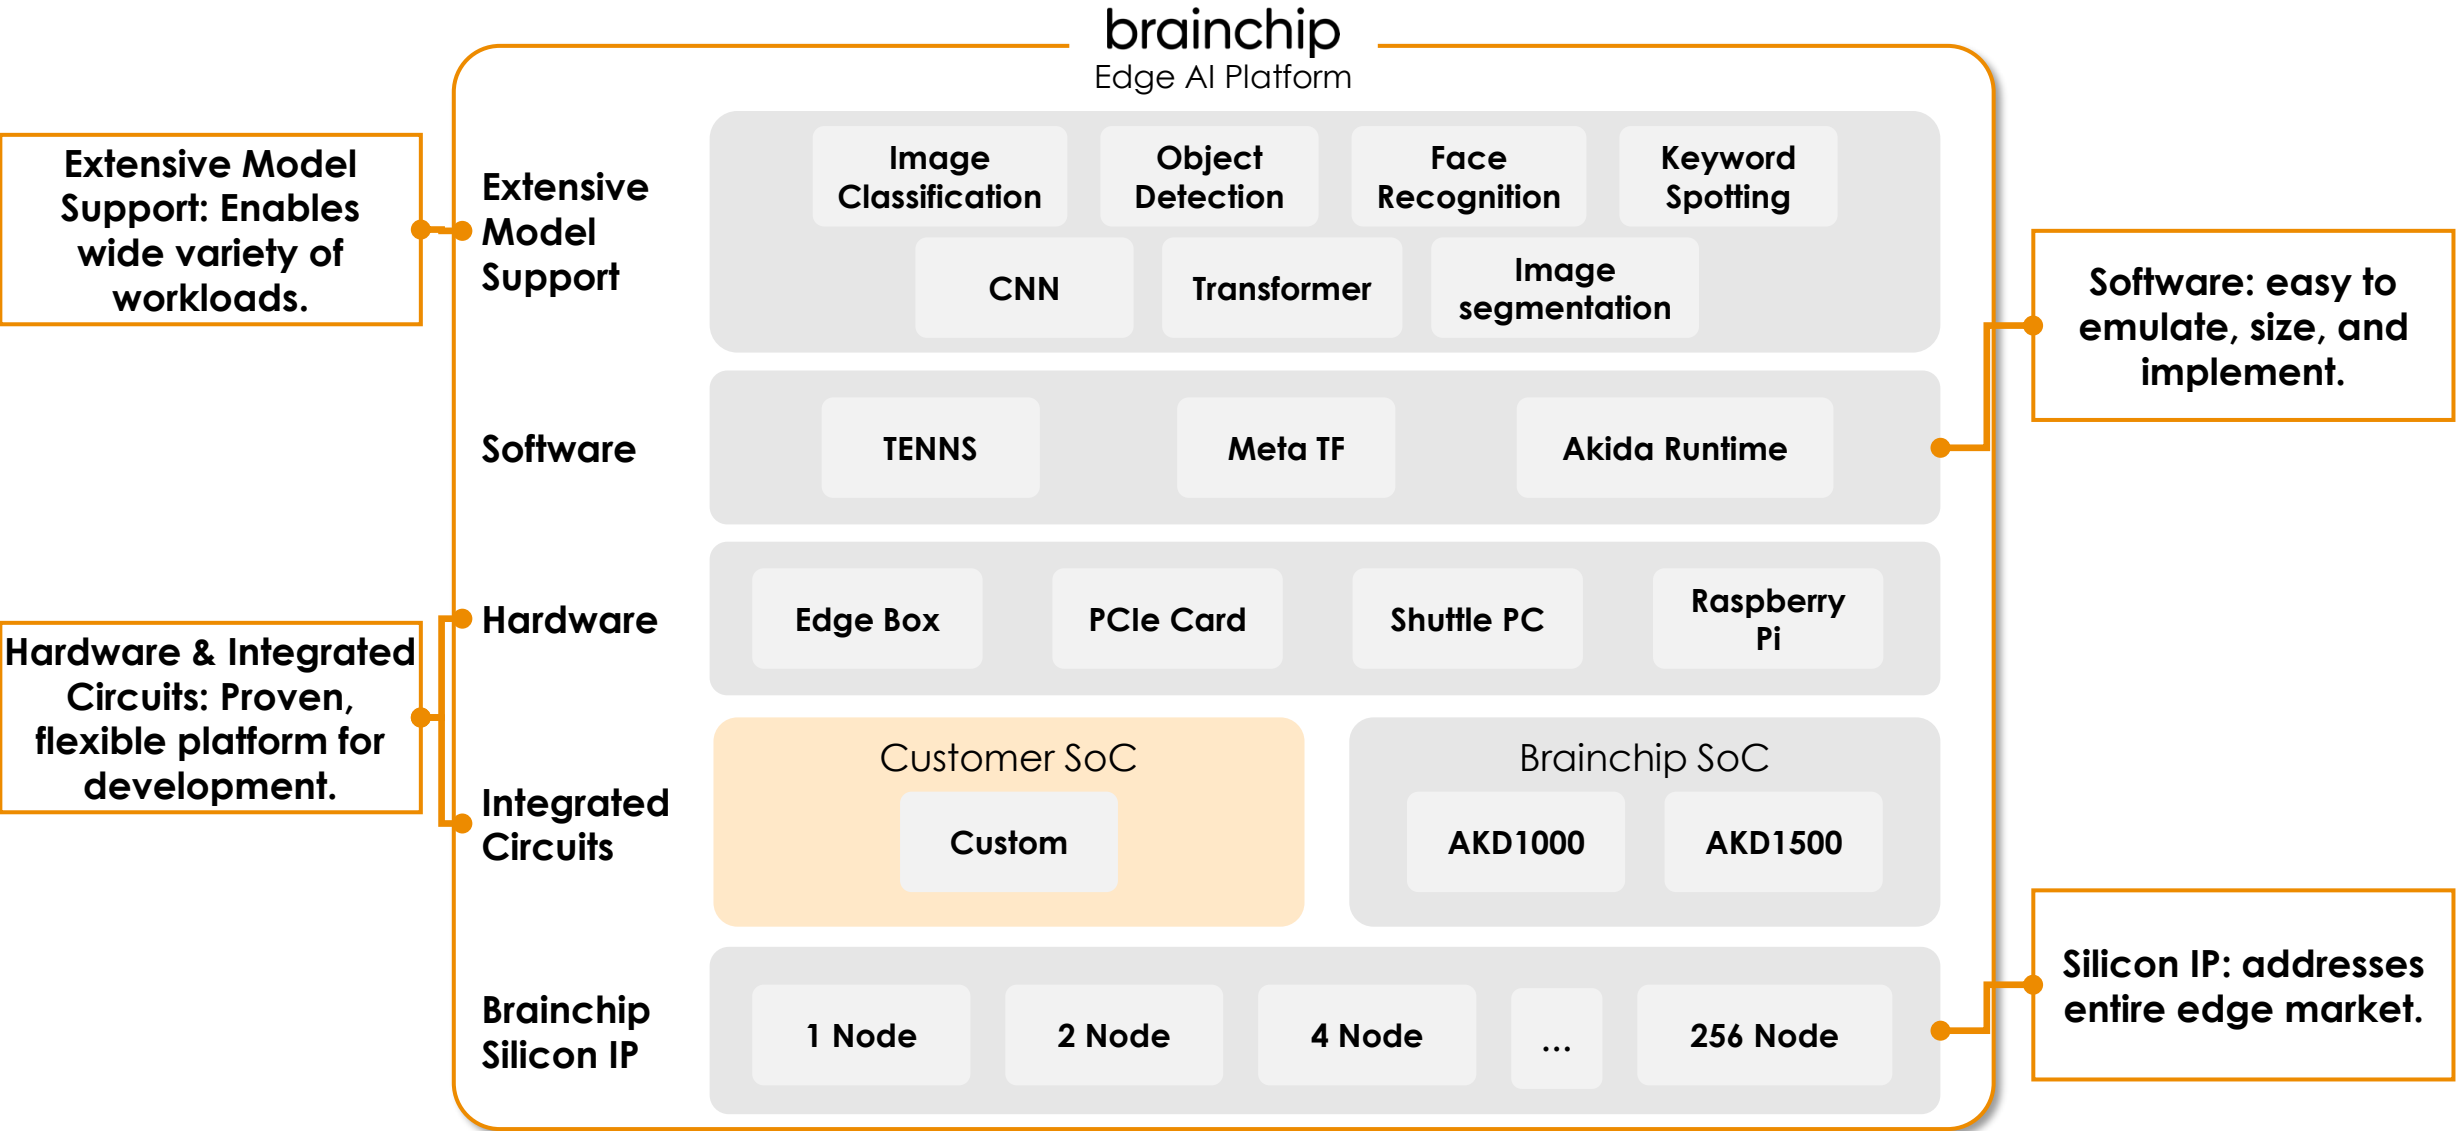 brainchip
Edge AI Platform
Extensive Model
Support: Enables
wide variety of
workloads.
Extensive
Model
Support
Image
Classification
Object
Detection
Face
Recognition
Keyword
Spotting
CNN
Transformer
Image
segmentation
Software: easy to
emulate, size, and
implement.
Software
TENNS
Meta TF
Akida Runtime
Hardware & Integrated
Circuits: Proven,
flexible platform for
development.
Hardware
Edge Box
PCIe Card
Shuttle PC
Raspberry
Pi
Integrated
Circuits
Customer SoC
Custom
Brainchip SoC
AKD1000
AKD1500
Brainchip
Silicon IP
1 Node
2 Node
4 Node
...
256 Node
Silicon IP: addresses
entire edge market.